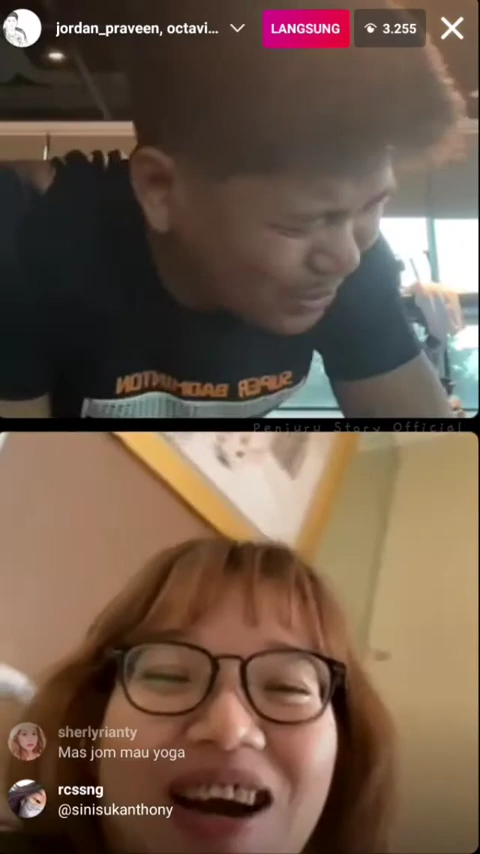 jordan_praveen, octavi...
LANGSUNG
3.255
SUPER BADMINTON
Penjuru Story Official
sherlyrianty
Mas jom mau yoga
rcssng
@sinisukanthony